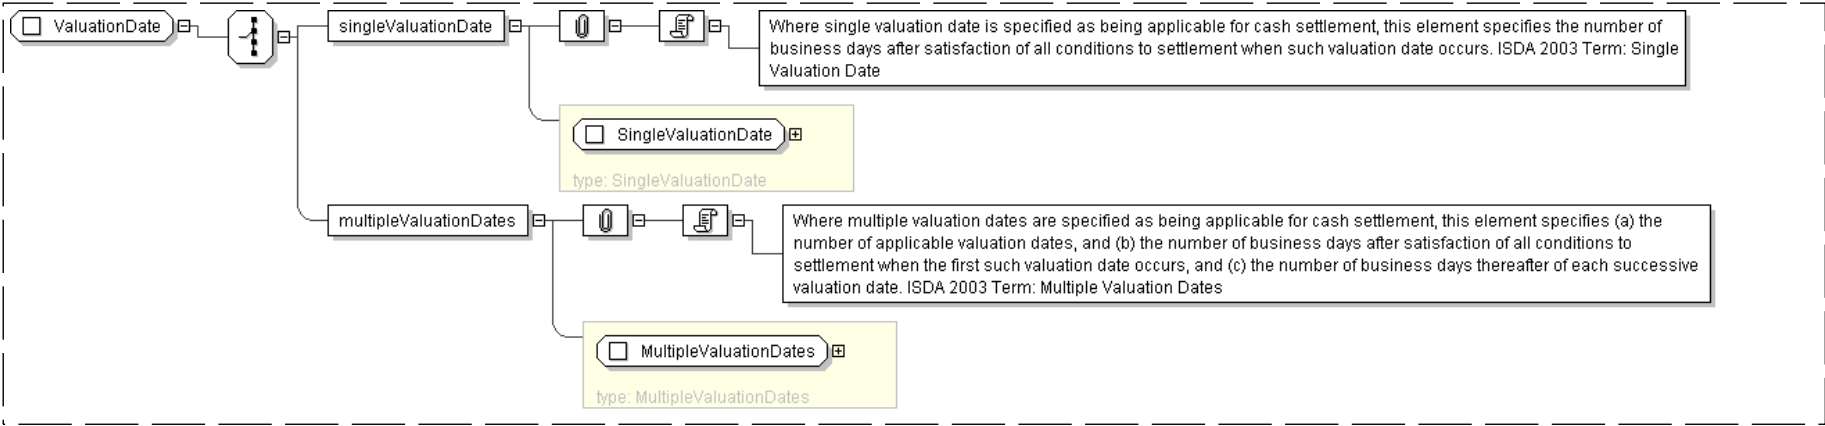 ValuationDate
singleValuationDate
Where single valuation date is specified as being applicable for cash settlement, this element specifies the number of
business days after satisfaction of all conditions to settlement when such valuation date occurs. ISDA 2003 Term: Single
Valuation Date
SingleValuationDate
type: SingleValuationDate
multipleValuationDates
Where multiple valuation dates are specified as being applicable for cash settlement, this element specifies (a) the
number of applicable valuation dates, and (b) the number of business days after satisfaction of all conditions to
settlement when the first such valuation date occurs, and (c) the number of business days thereafter of each successive
valuation date. ISDA 2003 Term: Multiple Valuation Dates
MultipleValuationDates
type: MultipleValuationDates